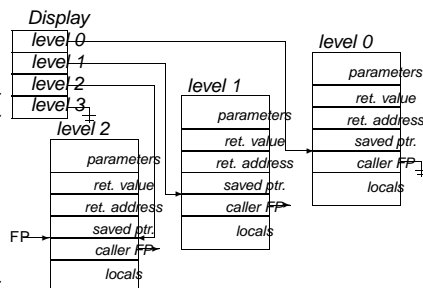 Display
level 0
level 1
level 2
level 3
level 2
parameters
ret. value
ret. address
saved ptr.
FP
caller FP
locals
level 1
parameters
ret. value
ret. address
saved ptr.
caller FP
locals
level 0
parameters
ret. value
ret. address
saved ptr.
caller FP
locals